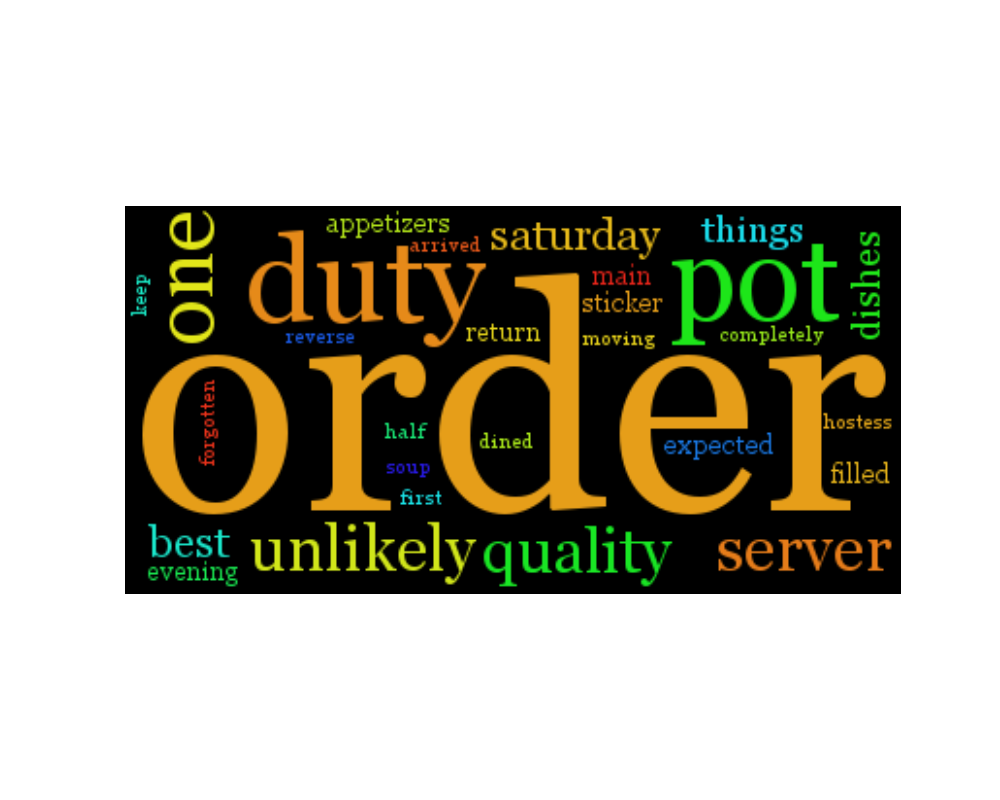 appetizers
one
duty
arrived
saturday
things
pot
dishes
keep
main
sticker
reverse
return
moving
completely
order
forgotten
half
dined
soup
first
expected
hostess
filled
best
evening
unlikely
quality
server